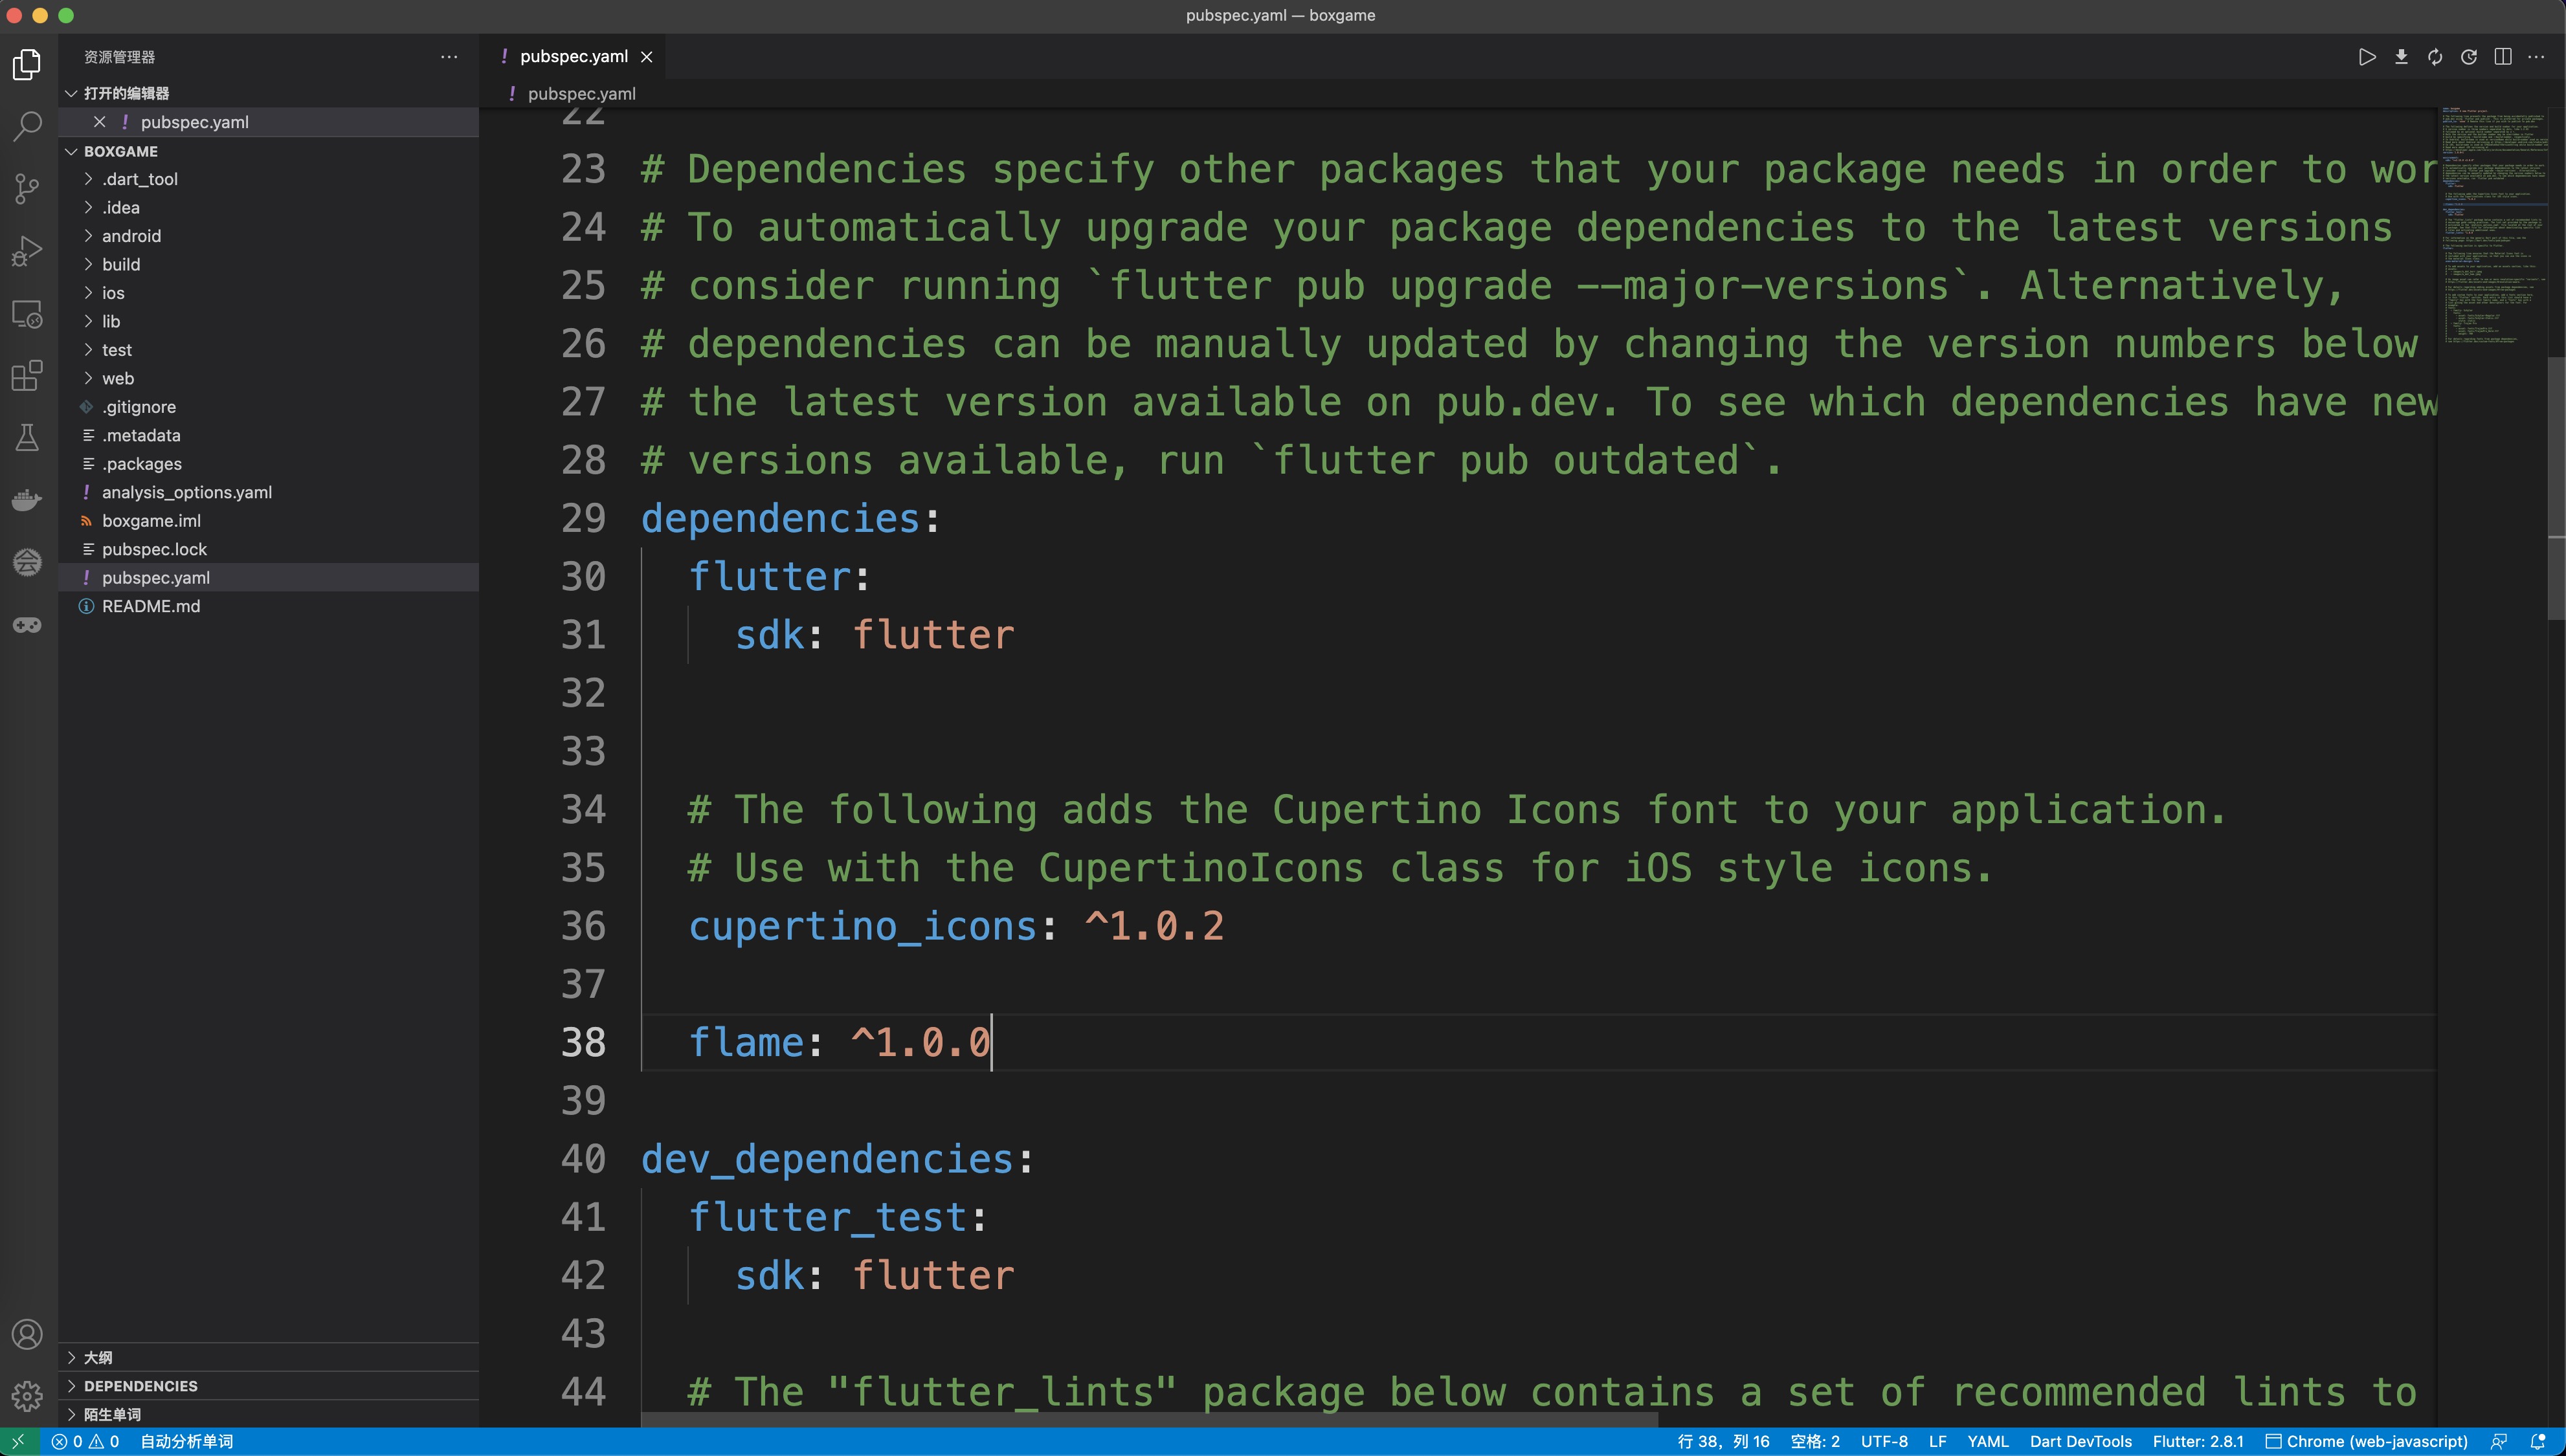 pubspec.yaml — boxgame
资源管理器
打开的编辑器
pubspec.yaml
BOXGAME
.dart_tool
.idea
android
build
ios
lib
test
web
.gitignore
.metadata
.packages
analysis_options.yaml
boxgame.iml
pubspec.lock
pubspec.yaml
README.md
大纲
DEPENDENCIES
陌生单词
pubspec.yaml
pubspec.yaml
22
23 # Dependencies specify other packages that your package needs in order to wor
24 # To automatically upgrade your package dependencies to the latest versions
25 # consider running `flutter pub upgrade --major-versions`. Alternatively,
26 # dependencies can be manually updated by changing the version numbers below
27 # the latest version available on pub.dev. To see which dependencies have new
28 # versions available, run `flutter pub outdated`.
29 dependencies:
30 flutter:
31 sdk: flutter
32
33
34 # The following adds the Cupertino Icons font to your application.
35 # Use with the CupertinoIcons class for iOS style icons.
36 cupertino_icons: ^1.0.2
37
38 flame: ^1.0.0
39
40 dev_dependencies:
41 flutter_test:
42 sdk: flutter
43
44 # The "flutter_lints" package below contains a set of recommended lints to
0 0 自动分析单词 行 38，列 16 空格: 2 UTF-8 LF YAML Dart DevTools Flutter: 2.8.1 Chrome (web-javascript)